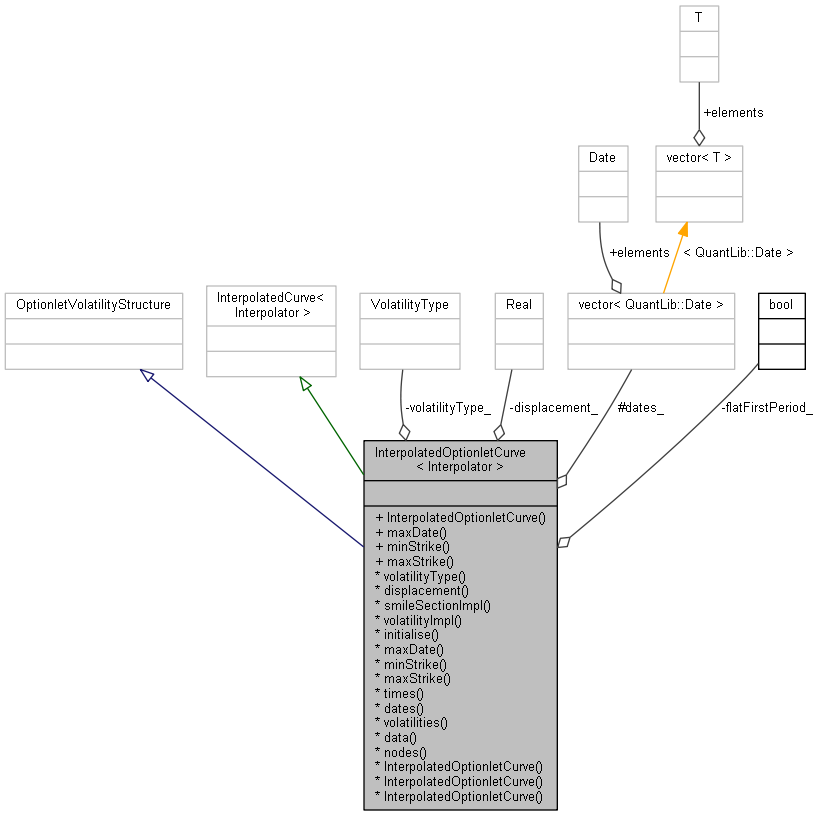 T
+elements
Date
vector< T >
+elements
< QuantLib::Date >
OptionletVolatilityStructure
InterpolatedCurve<
Interpolator >
VolatilityType
Real
vector< QuantLib::Date >
bool
-volatilityType_
-displacement_
#dates_
-flatFirstPeriod_
InterpolatedOptionletCurve
< Interpolator >
+ InterpolatedOptionletCurve()
+ maxDate()
+ minStrike()
+ maxStrike()
* volatilityType()
* displacement()
* smileSectionImpl()
* volatilityImpl()
* initialise()
* maxDate()
* minStrike()
* maxStrike()
* times()
* dates()
* volatilities()
* data()
* nodes()
* InterpolatedOptionletCurve()
* InterpolatedOptionletCurve()
* InterpolatedOptionletCurve()